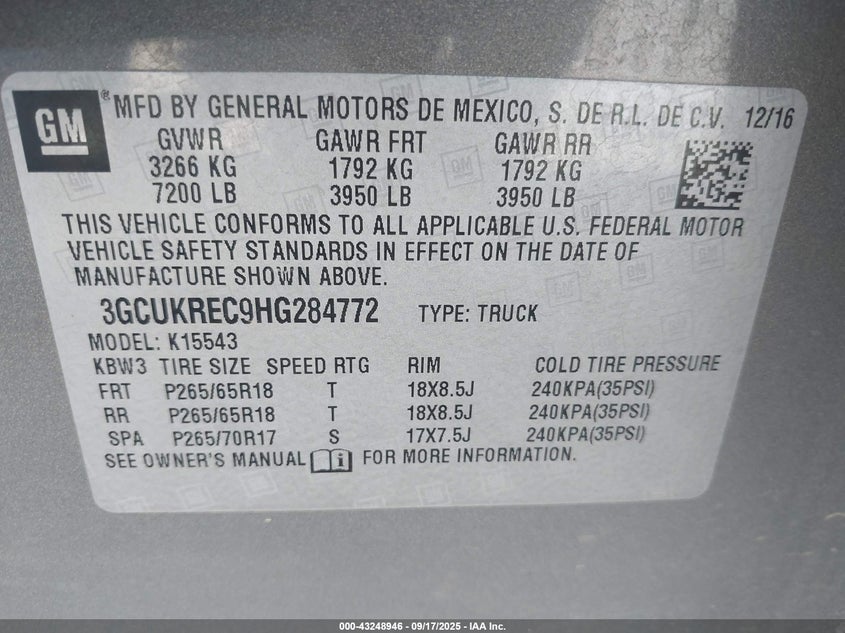 GM ® MFD BY GENERAL MOTORS DE MEXICO, S. DE R.L. DE C.V. 12/16
GVWR GAWR FRT GAWR RR
3266 KG 1792 KG 1792 KG
7200 LB 3950 LB 3950 LB
THIS VEHICLE CONFORMS TO ALL APPLICABLE U.S. FEDERAL MOTOR
VEHICLE SAFETY STANDARDS IN EFFECT ON THE DATE OF
MANUFACTURE SHOWN ABOVE.
3GCUKREC9HG284772 TYPE: TRUCK
MODEL: K15543
KBW3 TIRE SIZE SPEED RTG RIM COLD TIRE PRESSURE
FRT P265/65R18 T 18X8.5J 240KPA(35PSI)
RR P265/65R18 T 18X8.5J 240KPA(35PSI)
SPA P265/70R17 S 17X7.5J 240KPA(35PSI)
SEE OWNER'S MANUAL i FOR MORE INFORMATION.
000-43248946 - 09/17/2025 - IAA Inc.